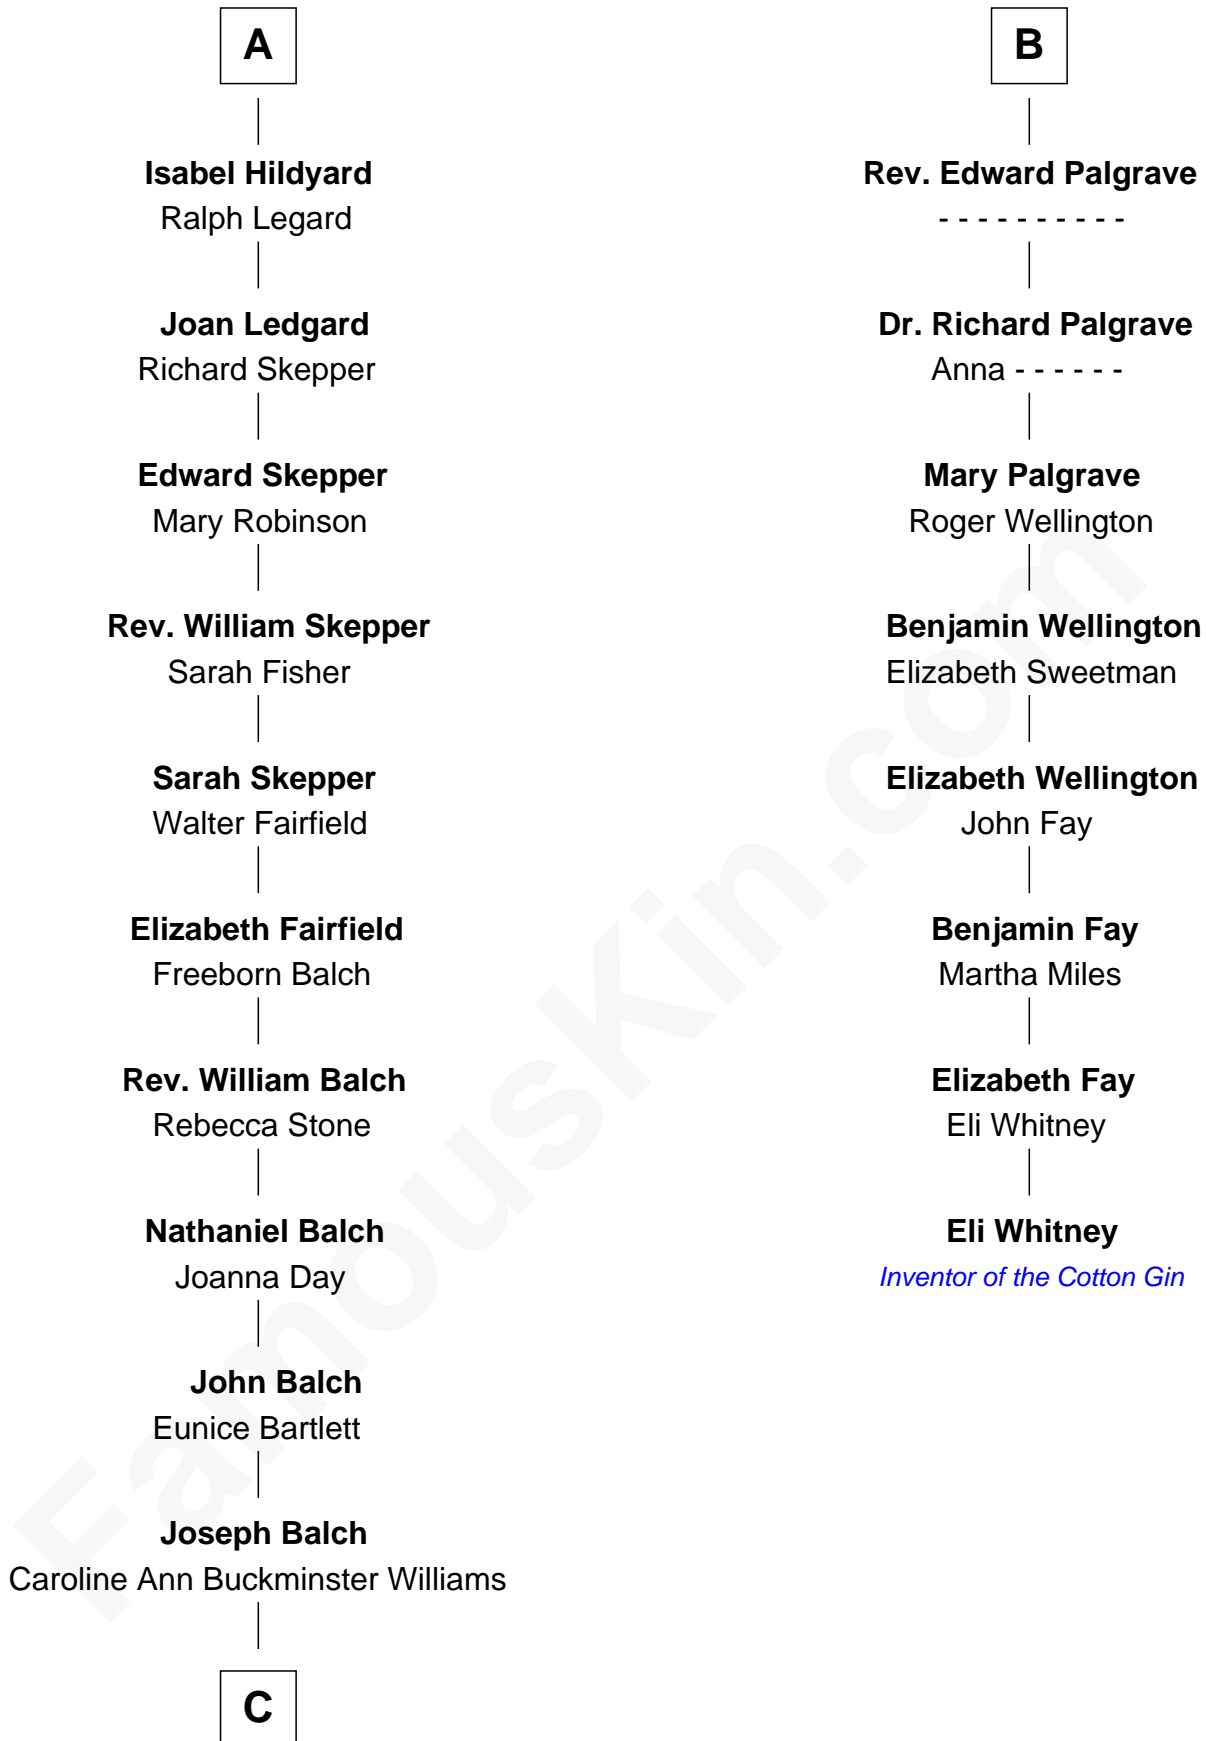 A
Isabel Hildyard
Ralph Legard
Joan Ledgard
Richard Skepper
Edward Skepper
Mary Robinson
Rev. William Skepper
Sarah Fisher
Sarah Skepper
Walter Fairfield
Elizabeth Fairfield
Freeborn Balch
Rev. William Balch
Rebecca Stone
Nathaniel Balch
Joanna Day
John Balch
Eunice Bartlett
Joseph Balch
Caroline Ann Buckminster Williams
C
B
Rev. Edward Palgrave
- - - - - - - - - -
Dr. Richard Palgrave
Anna - - - - - -
Mary Palgrave
Roger Wellington
Benjamin Wellington
Elizabeth Sweetman
Elizabeth Wellington
John Fay
Benjamin Fay
Martha Miles
Elizabeth Fay
Eli Whitney
Eli Whitney
Inventor of the Cotton Gin
FamousKin.com